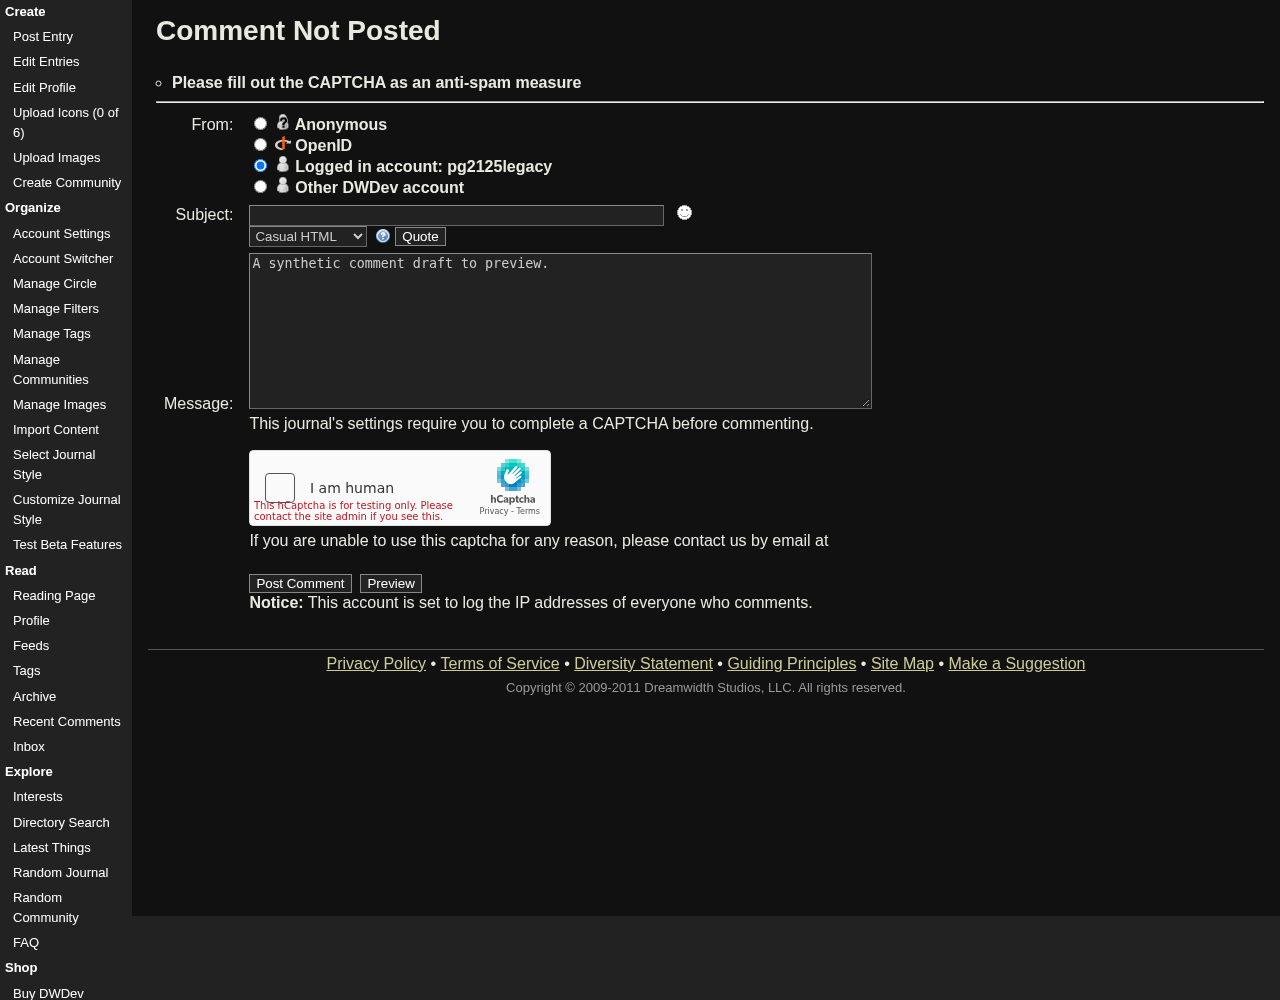 Create
Post Entry
Edit Entries
Edit Profile
Upload Icons (0 of
6)
Upload Images
Create Community
Organize
Account Settings
Account Switcher
Manage Circle
Manage Filters
Manage Tags
Manage
Communities
Manage Images
Import Content
Select Journal
Style
Customize Journal
Style
Test Beta Features
Read
Reading Page
Profile
Feeds
Tags
Archive
Recent Comments
Inbox
Explore
Interests
Directory Search
Latest Things
Random Journal
Random
Community
FAQ
Shop
Buy DWDev
Comment Not Posted
Please fill out the CAPTCHA as an anti-spam measure
From: Anonymous
OpenID
Logged in account: pg2125legacy
Other DWDev account
Subject:
Casual HTML ? Quote
A synthetic comment draft to preview.
Message:
This journal's settings require you to complete a CAPTCHA before commenting.
I am human
This hCaptcha is for testing only. Please
contact the site admin if you see this.
hCaptcha
Privacy - Terms
If you are unable to use this captcha for any reason, please contact us by email at
Post Comment Preview
Notice: This account is set to log the IP addresses of everyone who comments.
Privacy Policy • Terms of Service • Diversity Statement • Guiding Principles • Site Map • Make a Suggestion
Copyright © 2009-2011 Dreamwidth Studios, LLC. All rights reserved.